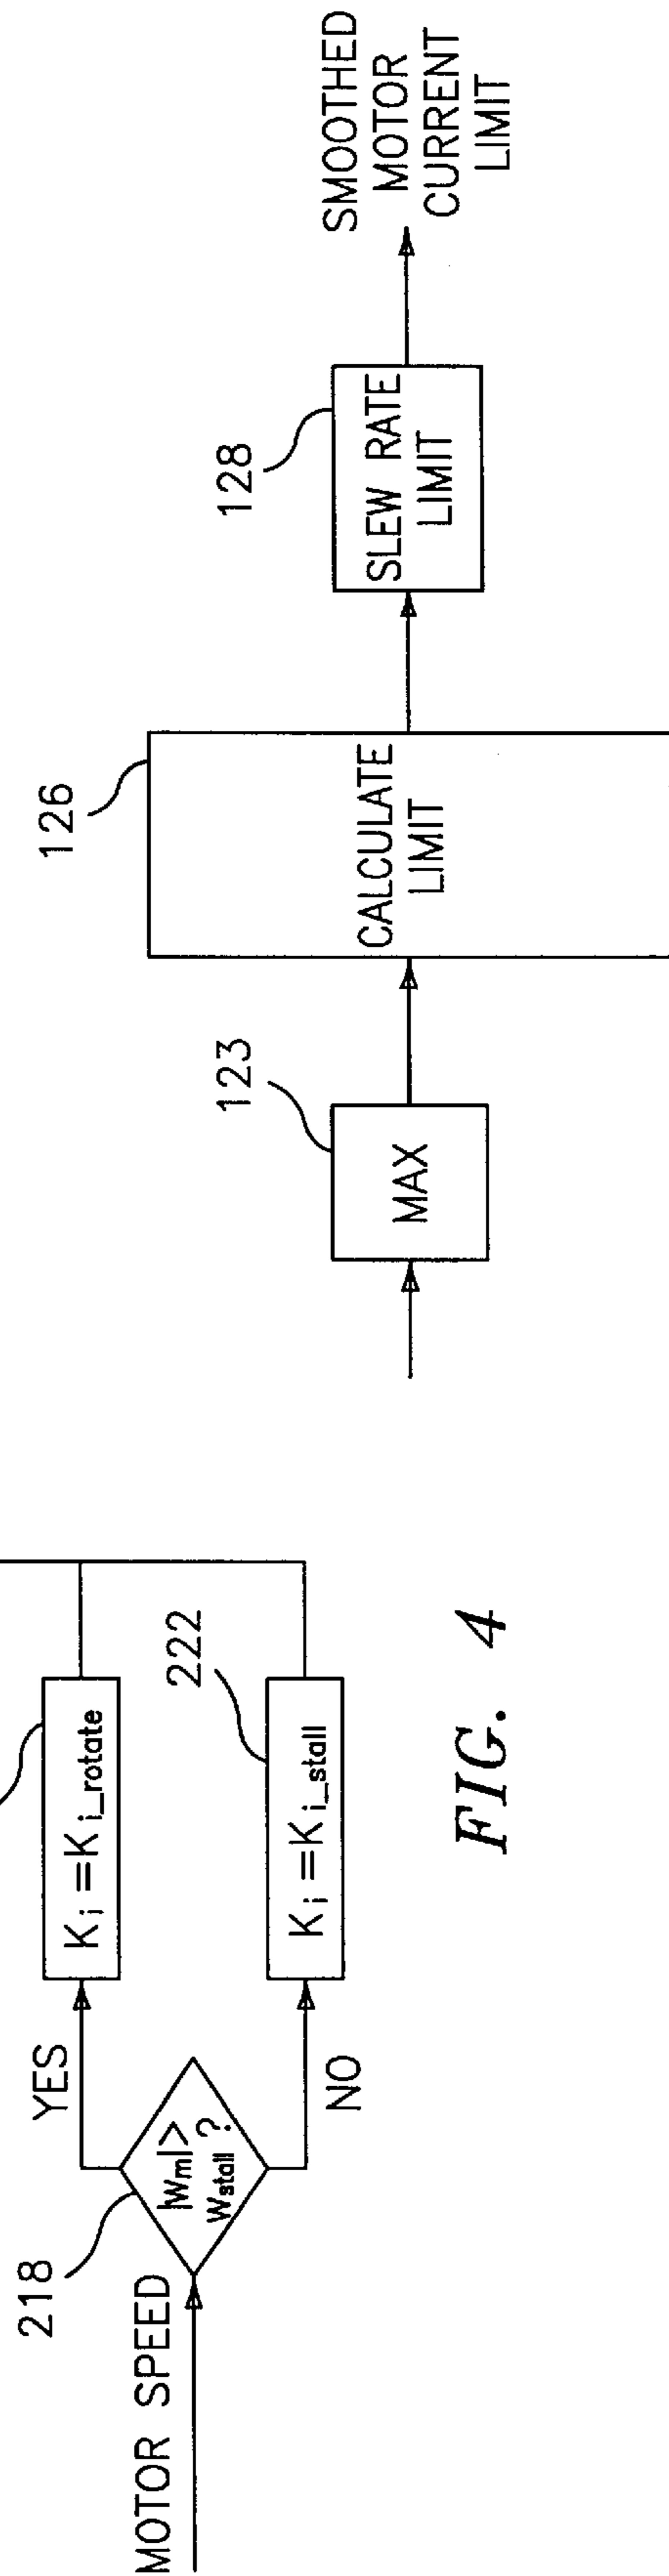 MOTOR SPEED
218
|Wm|>
Wstall ?
YES
NO
Ki =Ki_rotate
Ki =Ki_stall
222
FIG. 4
MAX
123
CALCULATE
LIMIT
126
SLEW RATE
LIMIT
128
SMOOTHED
MOTOR
CURRENT
LIMIT